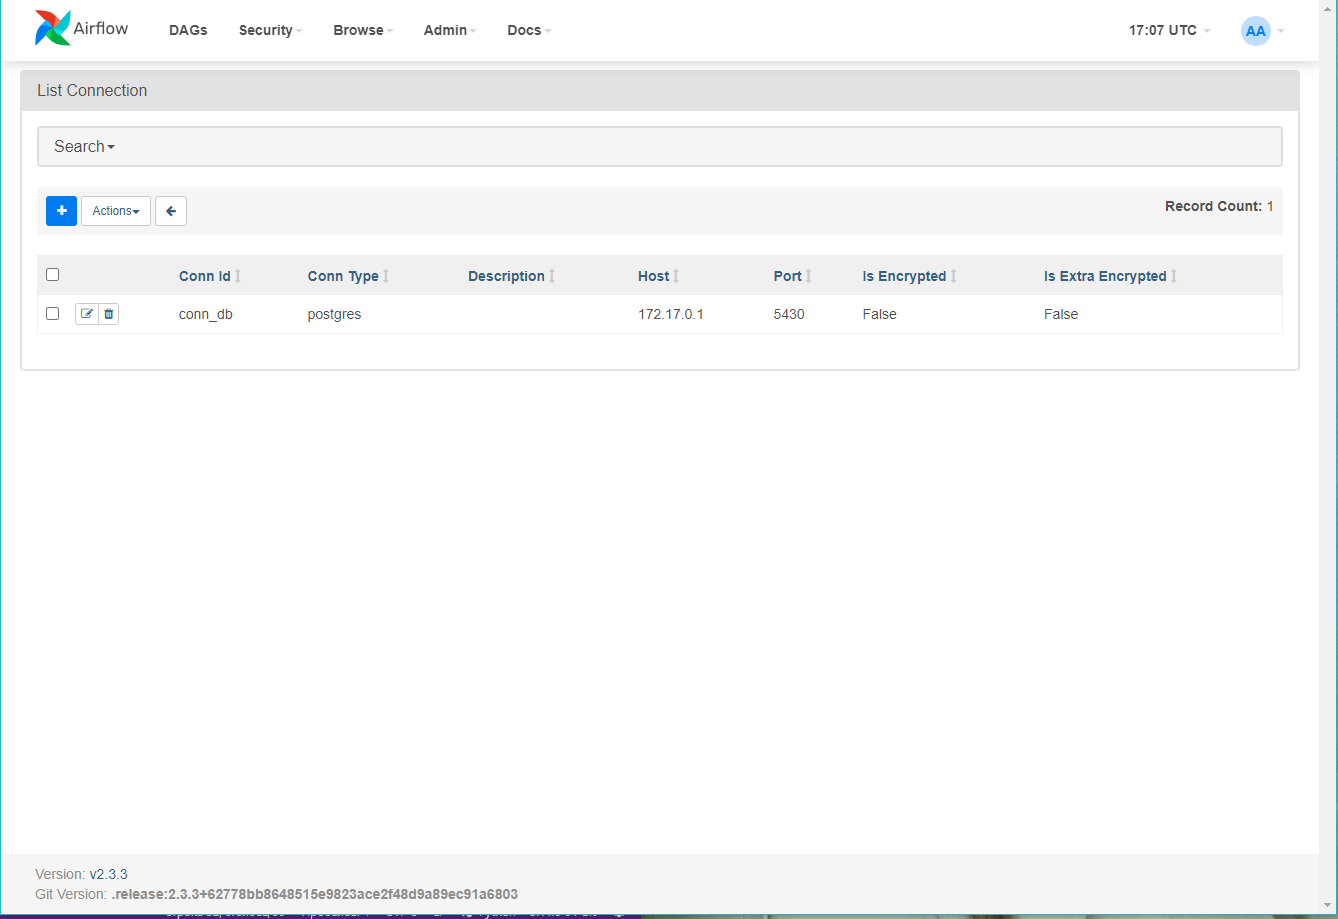 Airflow DAGs Security Browse Admin Docs 17:07 UTC AA
List Connection
Search
+ Actions Record Count: 1
Conn Id Conn Type Description Host Port Is Encrypted Is Extra Encrypted
conn_db postgres 172.17.0.1 5430 False False
Version: v2.3.3
Git Version: .release:2.3.3+62778bb8648515e9823ace2f48d9a89ec91a6803